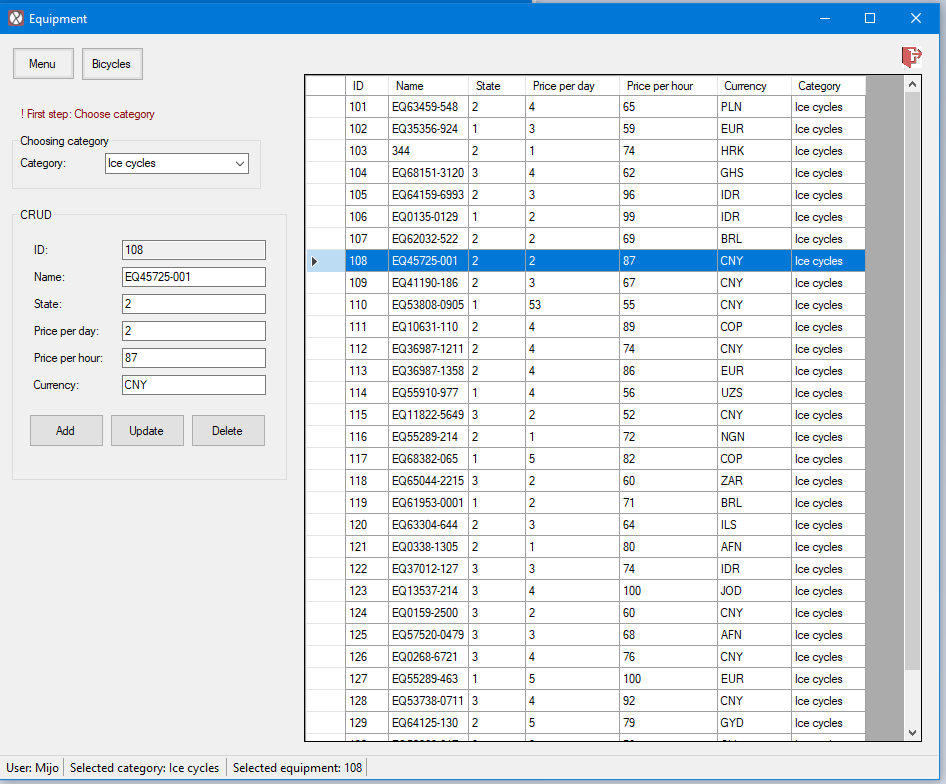 Equipment
Menu Bicycles
! First step: Choose category
Choosing category
Category: Ice cycles
CRUD
ID: 108
Name: EQ45725-001
State: 2
Price per day: 2
Price per hour: 87
Currency: CNY
Add Update Delete
ID Name State Price per day Price per hour Currency Category
101 EQ63459-548 2 4 65 PLN Ice cycles
102 EQ35356-924 1 3 59 EUR Ice cycles
103 344 2 1 74 HRK Ice cycles
104 EQ68151-3120 3 4 62 GHS Ice cycles
105 EQ64159-6993 2 3 96 IDR Ice cycles
106 EQ0135-0129 1 2 99 IDR Ice cycles
107 EQ62032-522 2 2 69 BRL Ice cycles
108 EQ45725-001 2 2 87 CNY Ice cycles
109 EQ41190-186 2 3 67 CNY Ice cycles
110 EQ53808-0905 1 53 55 CNY Ice cycles
111 EQ10631-110 2 4 89 COP Ice cycles
112 EQ36987-1211 2 4 74 CNY Ice cycles
113 EQ36987-1358 2 4 86 EUR Ice cycles
114 EQ55910-977 1 4 56 UZS Ice cycles
115 EQ11822-5649 3 2 52 CNY Ice cycles
116 EQ55289-214 2 1 72 NGN Ice cycles
117 EQ68382-065 1 5 82 COP Ice cycles
118 EQ65044-2215 3 2 60 ZAR Ice cycles
119 EQ61953-0001 1 2 71 BRL Ice cycles
120 EQ63304-644 2 3 64 ILS Ice cycles
121 EQ0338-1305 2 1 80 AFN Ice cycles
122 EQ37012-127 3 3 74 IDR Ice cycles
123 EQ13537-214 3 4 100 JOD Ice cycles
124 EQ0159-2500 3 2 60 CNY Ice cycles
125 EQ57520-0479 3 3 68 AFN Ice cycles
126 EQ0268-6721 3 4 76 CNY Ice cycles
127 EQ55289-463 1 5 100 EUR Ice cycles
128 EQ53738-0711 3 4 92 CNY Ice cycles
129 EQ64125-130 2 5 79 GYD Ice cycles
User: Mijo Selected category: Ice cycles Selected equipment: 108